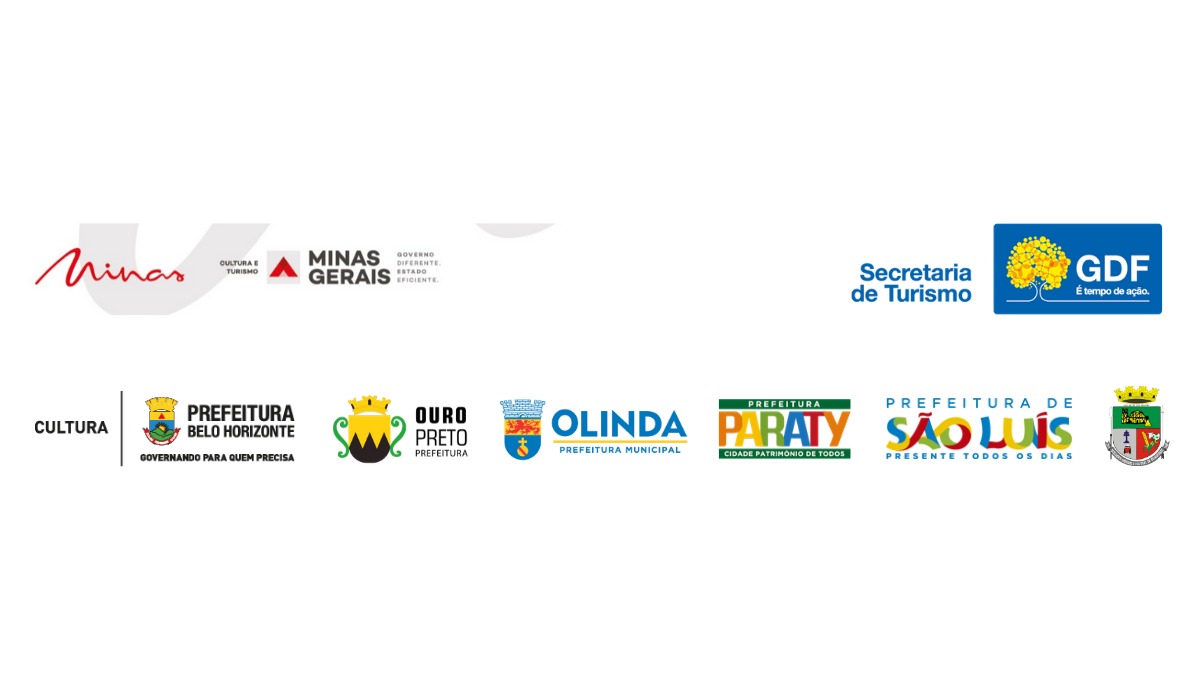 Minas
CULTURA E
TURISMO
MINAS
GERAIS
GOVERNO
DIFERENTE.
ESTADO
EFICIENTE.
Secretaria
de Turismo
GDF
É tempo de ação.
CULTURA
PREFEITURA
BELO HORIZONTE
GOVERNANDO PARA QUEM PRECISA
OURO
PRETO
PREFEITURA
OLINDA
PREFEITURA MUNICIPAL
PREFEITURA
PARATY
CIDADE PATRIMÔNIO DE TODOS
PREFEITURA DE
SÃO LUÍS
PRESENTE TODOS OS DIAS